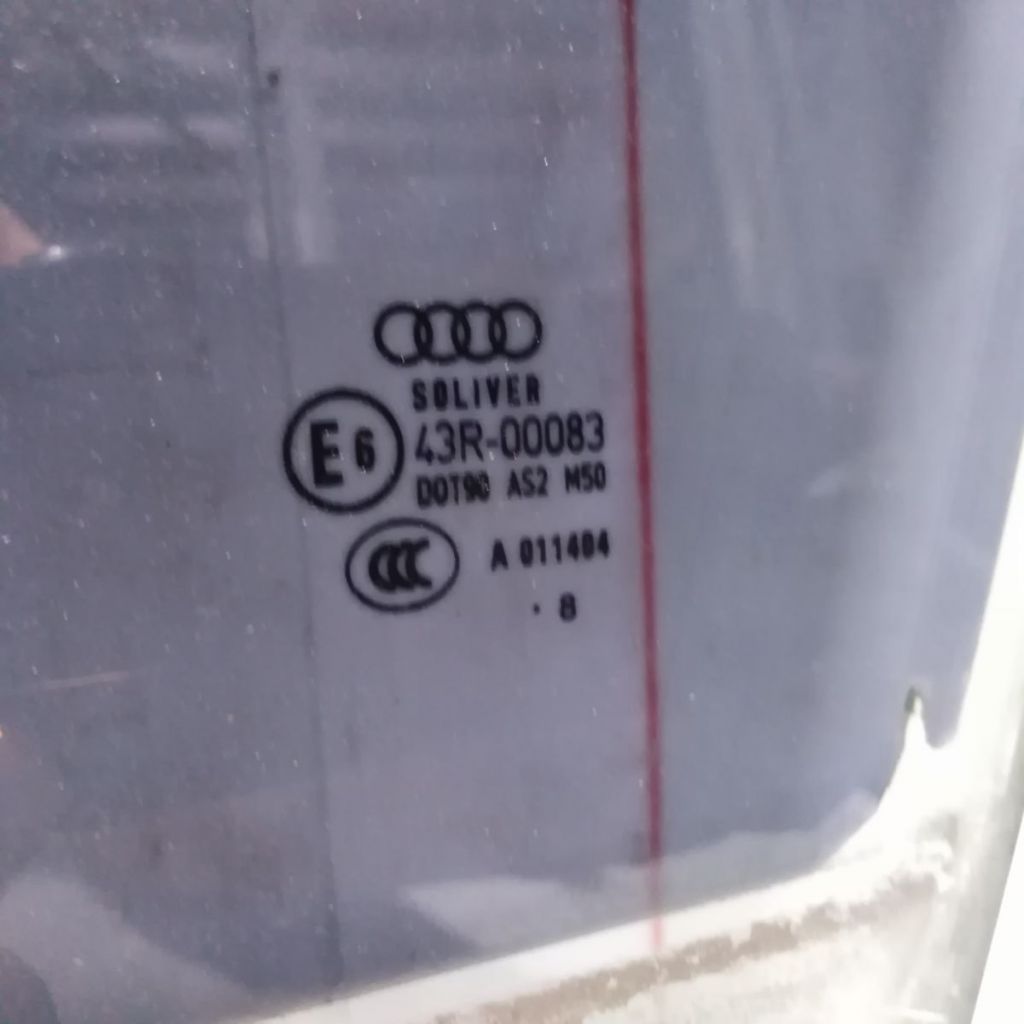 SOLIVER
E6 43R-00083
DOT90 AS2 M50
CCC A 011404
. 8